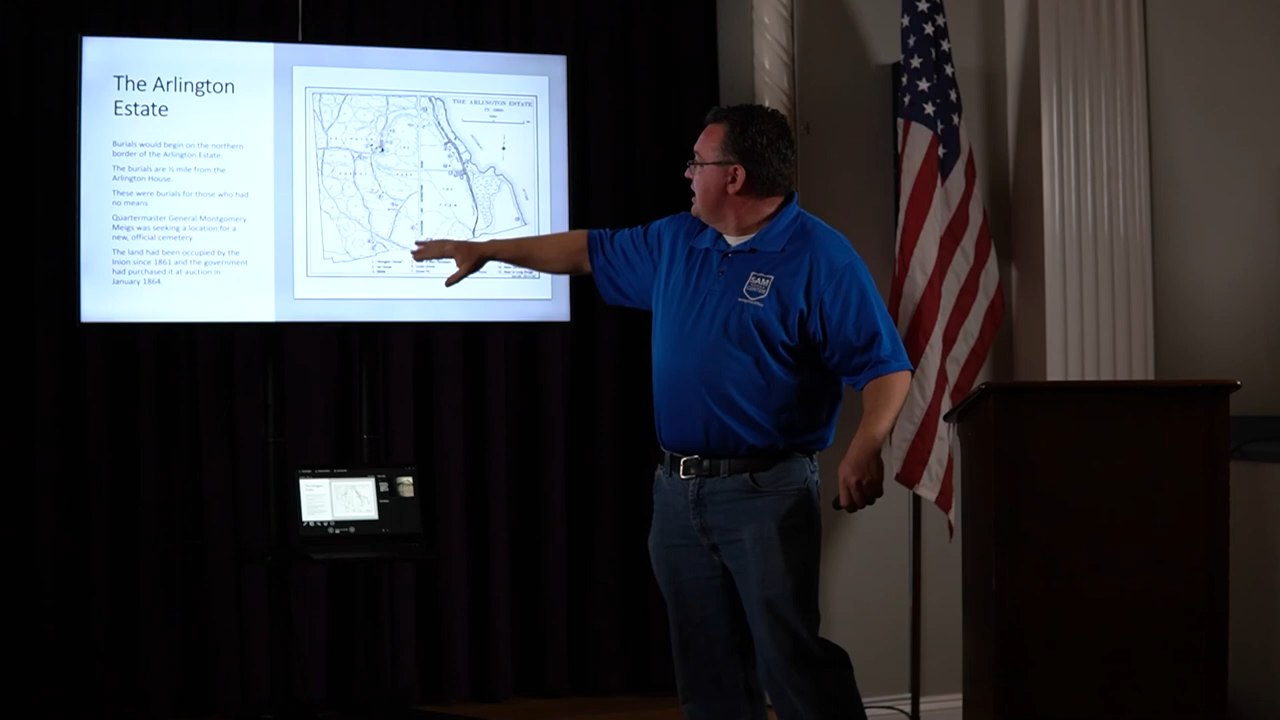 The Arlington
Estate
Burials would begin on the northern
border of the Arlington Estate.
The burials are ½ mile from the
Arlington House.
These were burials for those who had
no means
Quartermaster General Montgomery
Meigs was seeking a location for a
new, official cemetery
The land had been occupied by the
Inion since 1861 and the government
had purchased it at auction in
January 1864.
THE ARLINGTON ESTATE
SAM
CENTER